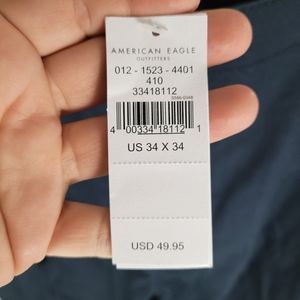 AMERICAN EAGLE
OUTFITTERS
012 - 1523 - 4401
410
33418112
4 00334 18112 1
US 34 X 34
USD 49.95